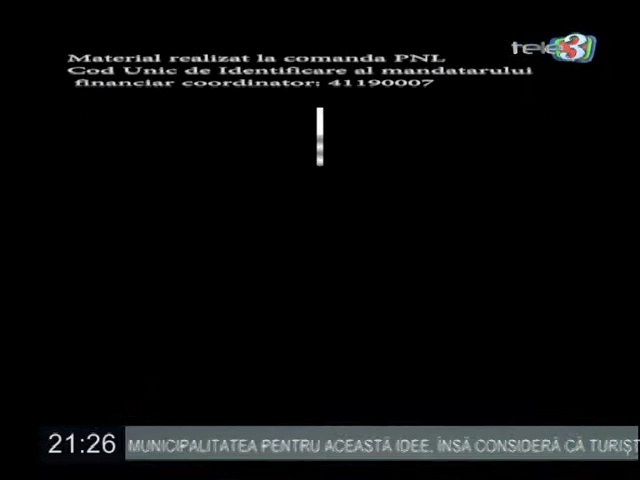 Material realizat la comanda PNL
tele3
Cod Unic de Identificare al mandatarului
financiar coordinator: 41190007
21:26 MUNICIPALITATEA PENTRU ACEASTĂ IDEE, ÎNSĂ CONSIDERĂ CĂ TURIȘT